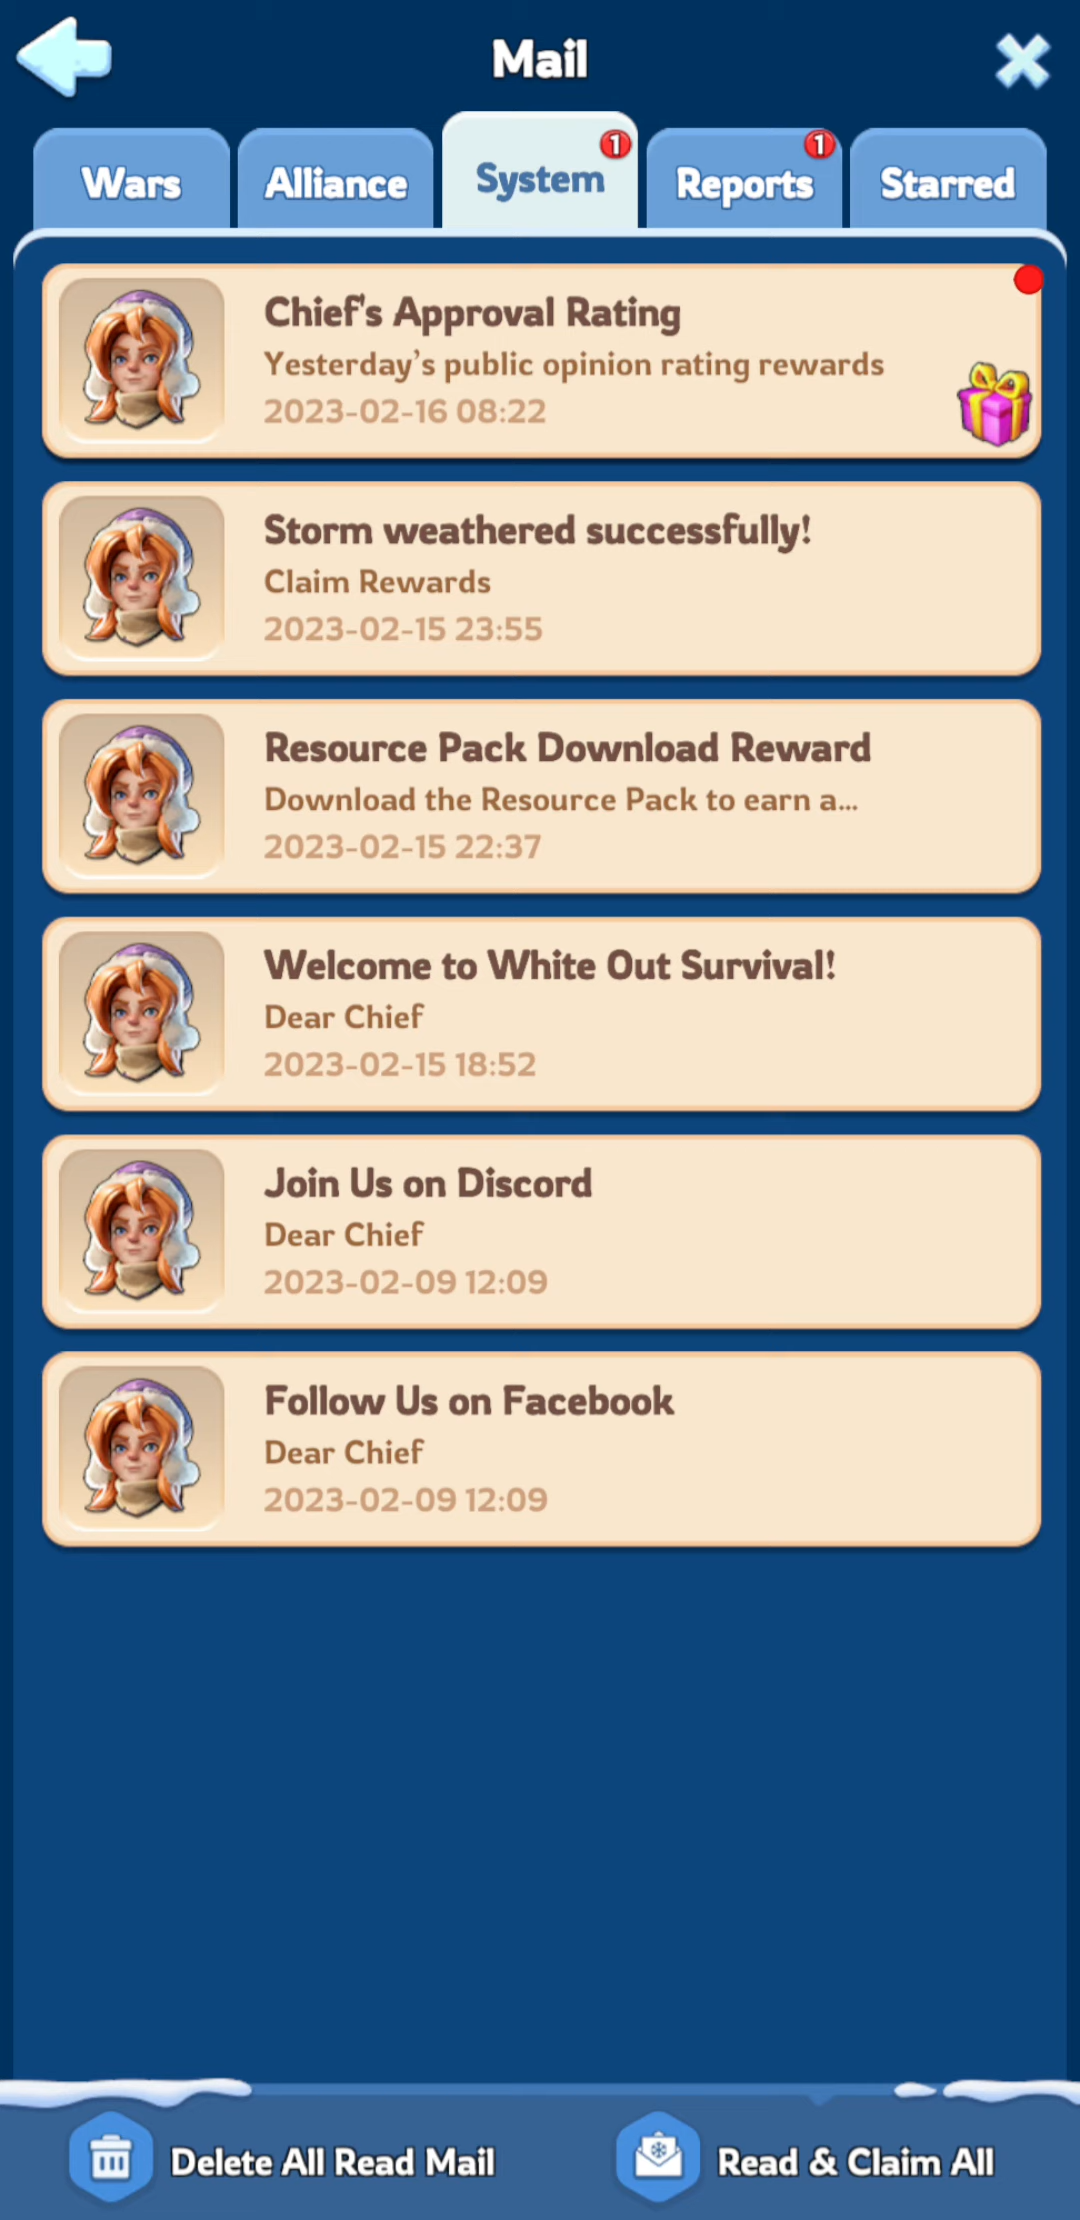 Mail
Wars
Alliance
System
1
Reports
1
Starred
Chief's Approval Rating
Yesterday's public opinion rating rewards
2023-02-16 08:22
Storm weathered successfully!
Claim Rewards
2023-02-15 23:55
Resource Pack Download Reward
Download the Resource Pack to earn a...
2023-02-15 22:37
Welcome to White Out Survival!
Dear Chief
2023-02-15 18:52
Join Us on Discord
Dear Chief
2023-02-09 12:09
Follow Us on Facebook
Dear Chief
2023-02-09 12:09
Delete All Read Mail
Read & Claim All